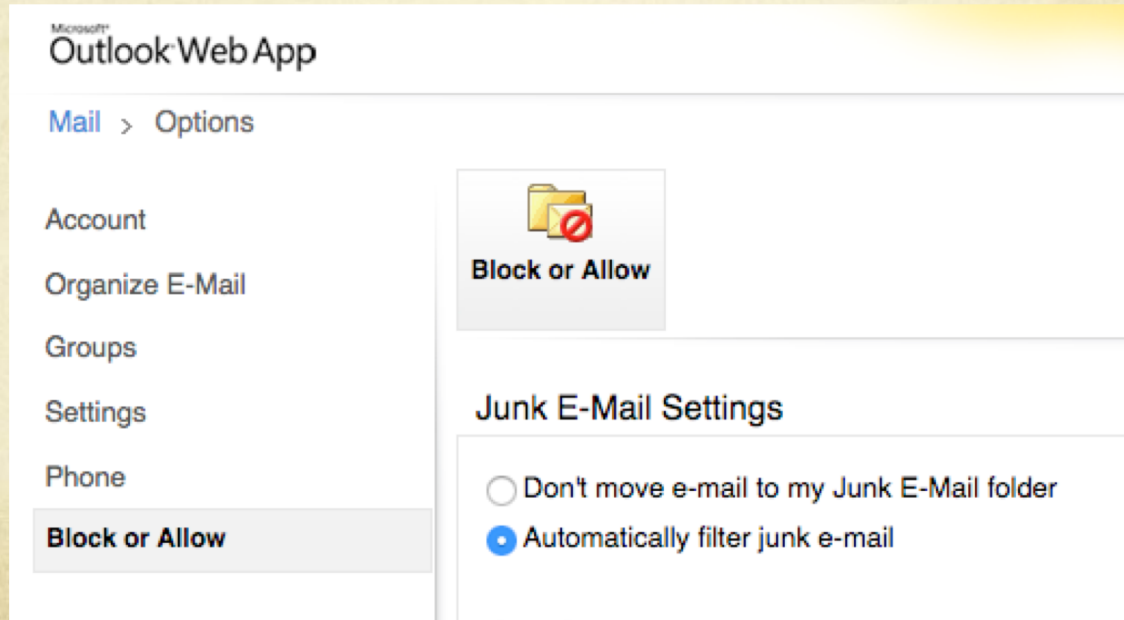 Microsoft®
Outlook Web App
Mail > Options
Account
Organize E-Mail
Groups
Settings
Phone
Block or Allow
Block or Allow
Junk E-Mail Settings
Don't move e-mail to my Junk E-Mail folder
Automatically filter junk e-mail